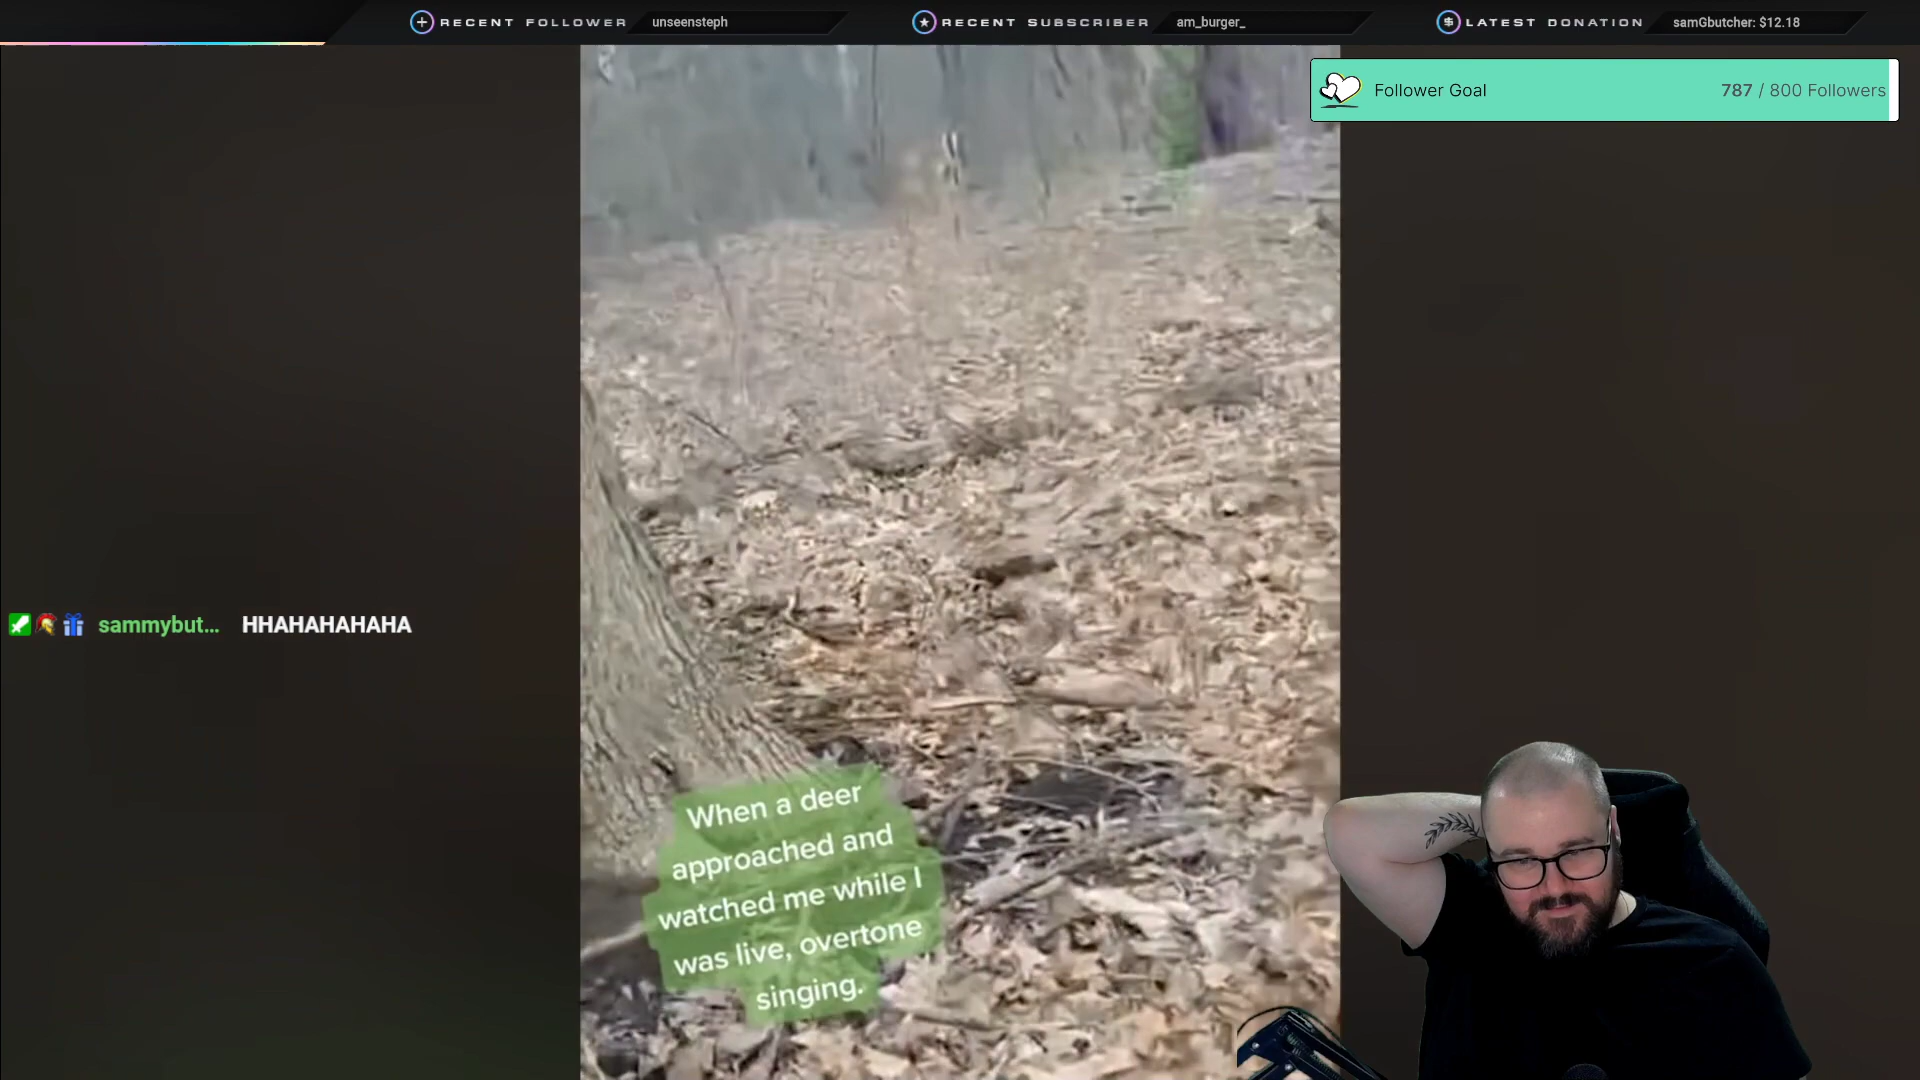 RECENT FOLLOWER unseensteph RECENT SUBSCRIBER am_burger_ LATEST DONATION samGbutcher: $12.18
Follower Goal 787 / 800 Followers
sammybut... HHAHAHAHAHA
When a deer
approached and
watched me while I
was live, overtone
singing.